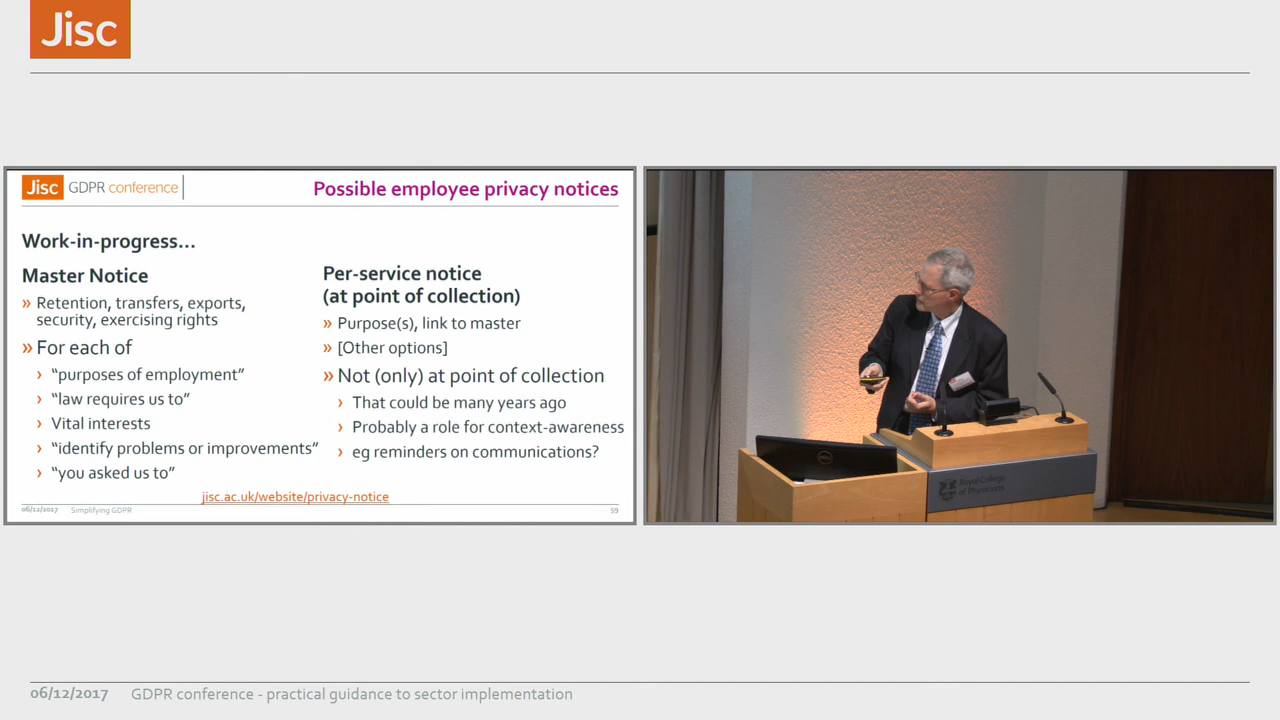 Jisc
Jisc GDPR conference
Possible employee privacy notices
Work-in-progress...
Master Notice
» Retention, transfers, exports,
security, exercising rights
» For each of
› “purposes of employment”
› “law requires us to”
› Vital interests
› “identify problems or improvements”
› “you asked us to”
Per-service notice
(at point of collection)
» Purpose(s), link to master
» [Other options]
» Not (only) at point of collection
› That could be many years ago
› Probably a role for context-awareness
› eg reminders on communications?
jisc.ac.uk/website/privacy-notice
06/12/2017 Simplifying GDPR 59
DELL
Royal College
of Physicians
06/12/2017 GDPR conference - practical guidance to sector implementation